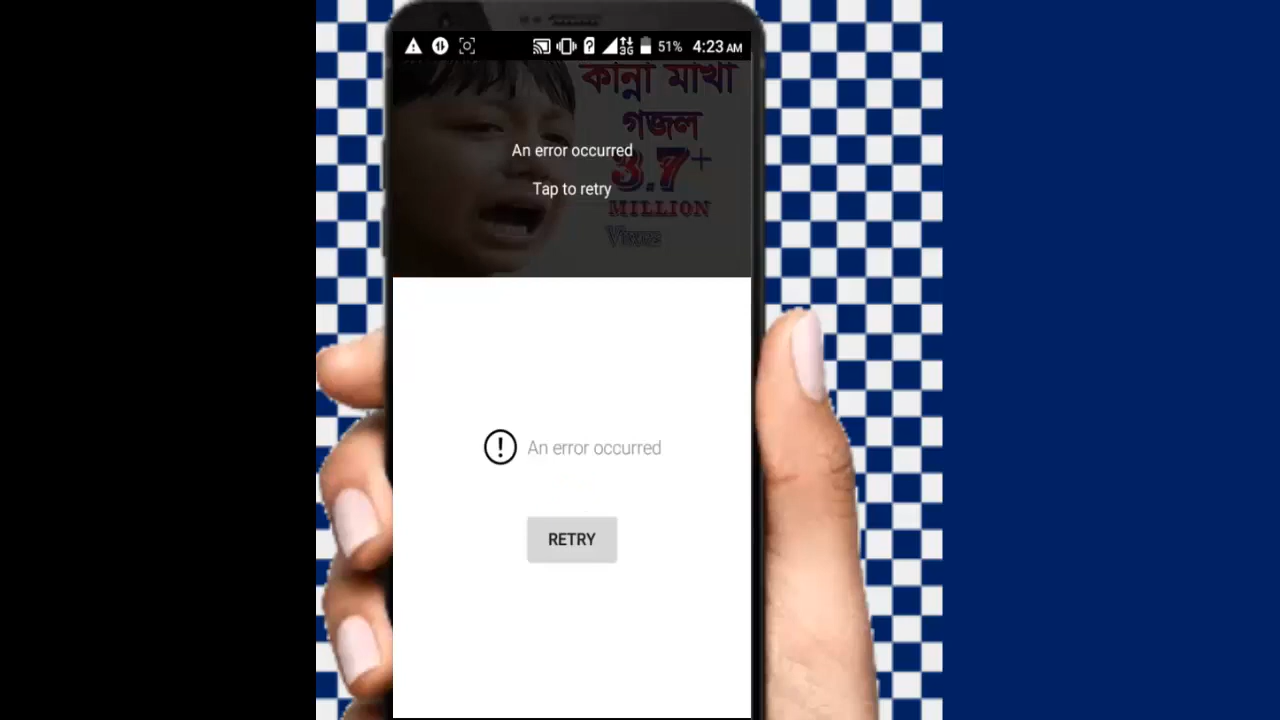 51% 4:23 AM
3G
কান্না মাখা
গজল
An error occurred
3.7+
Tap to retry
MILLION
Views
An error occurred
RETRY